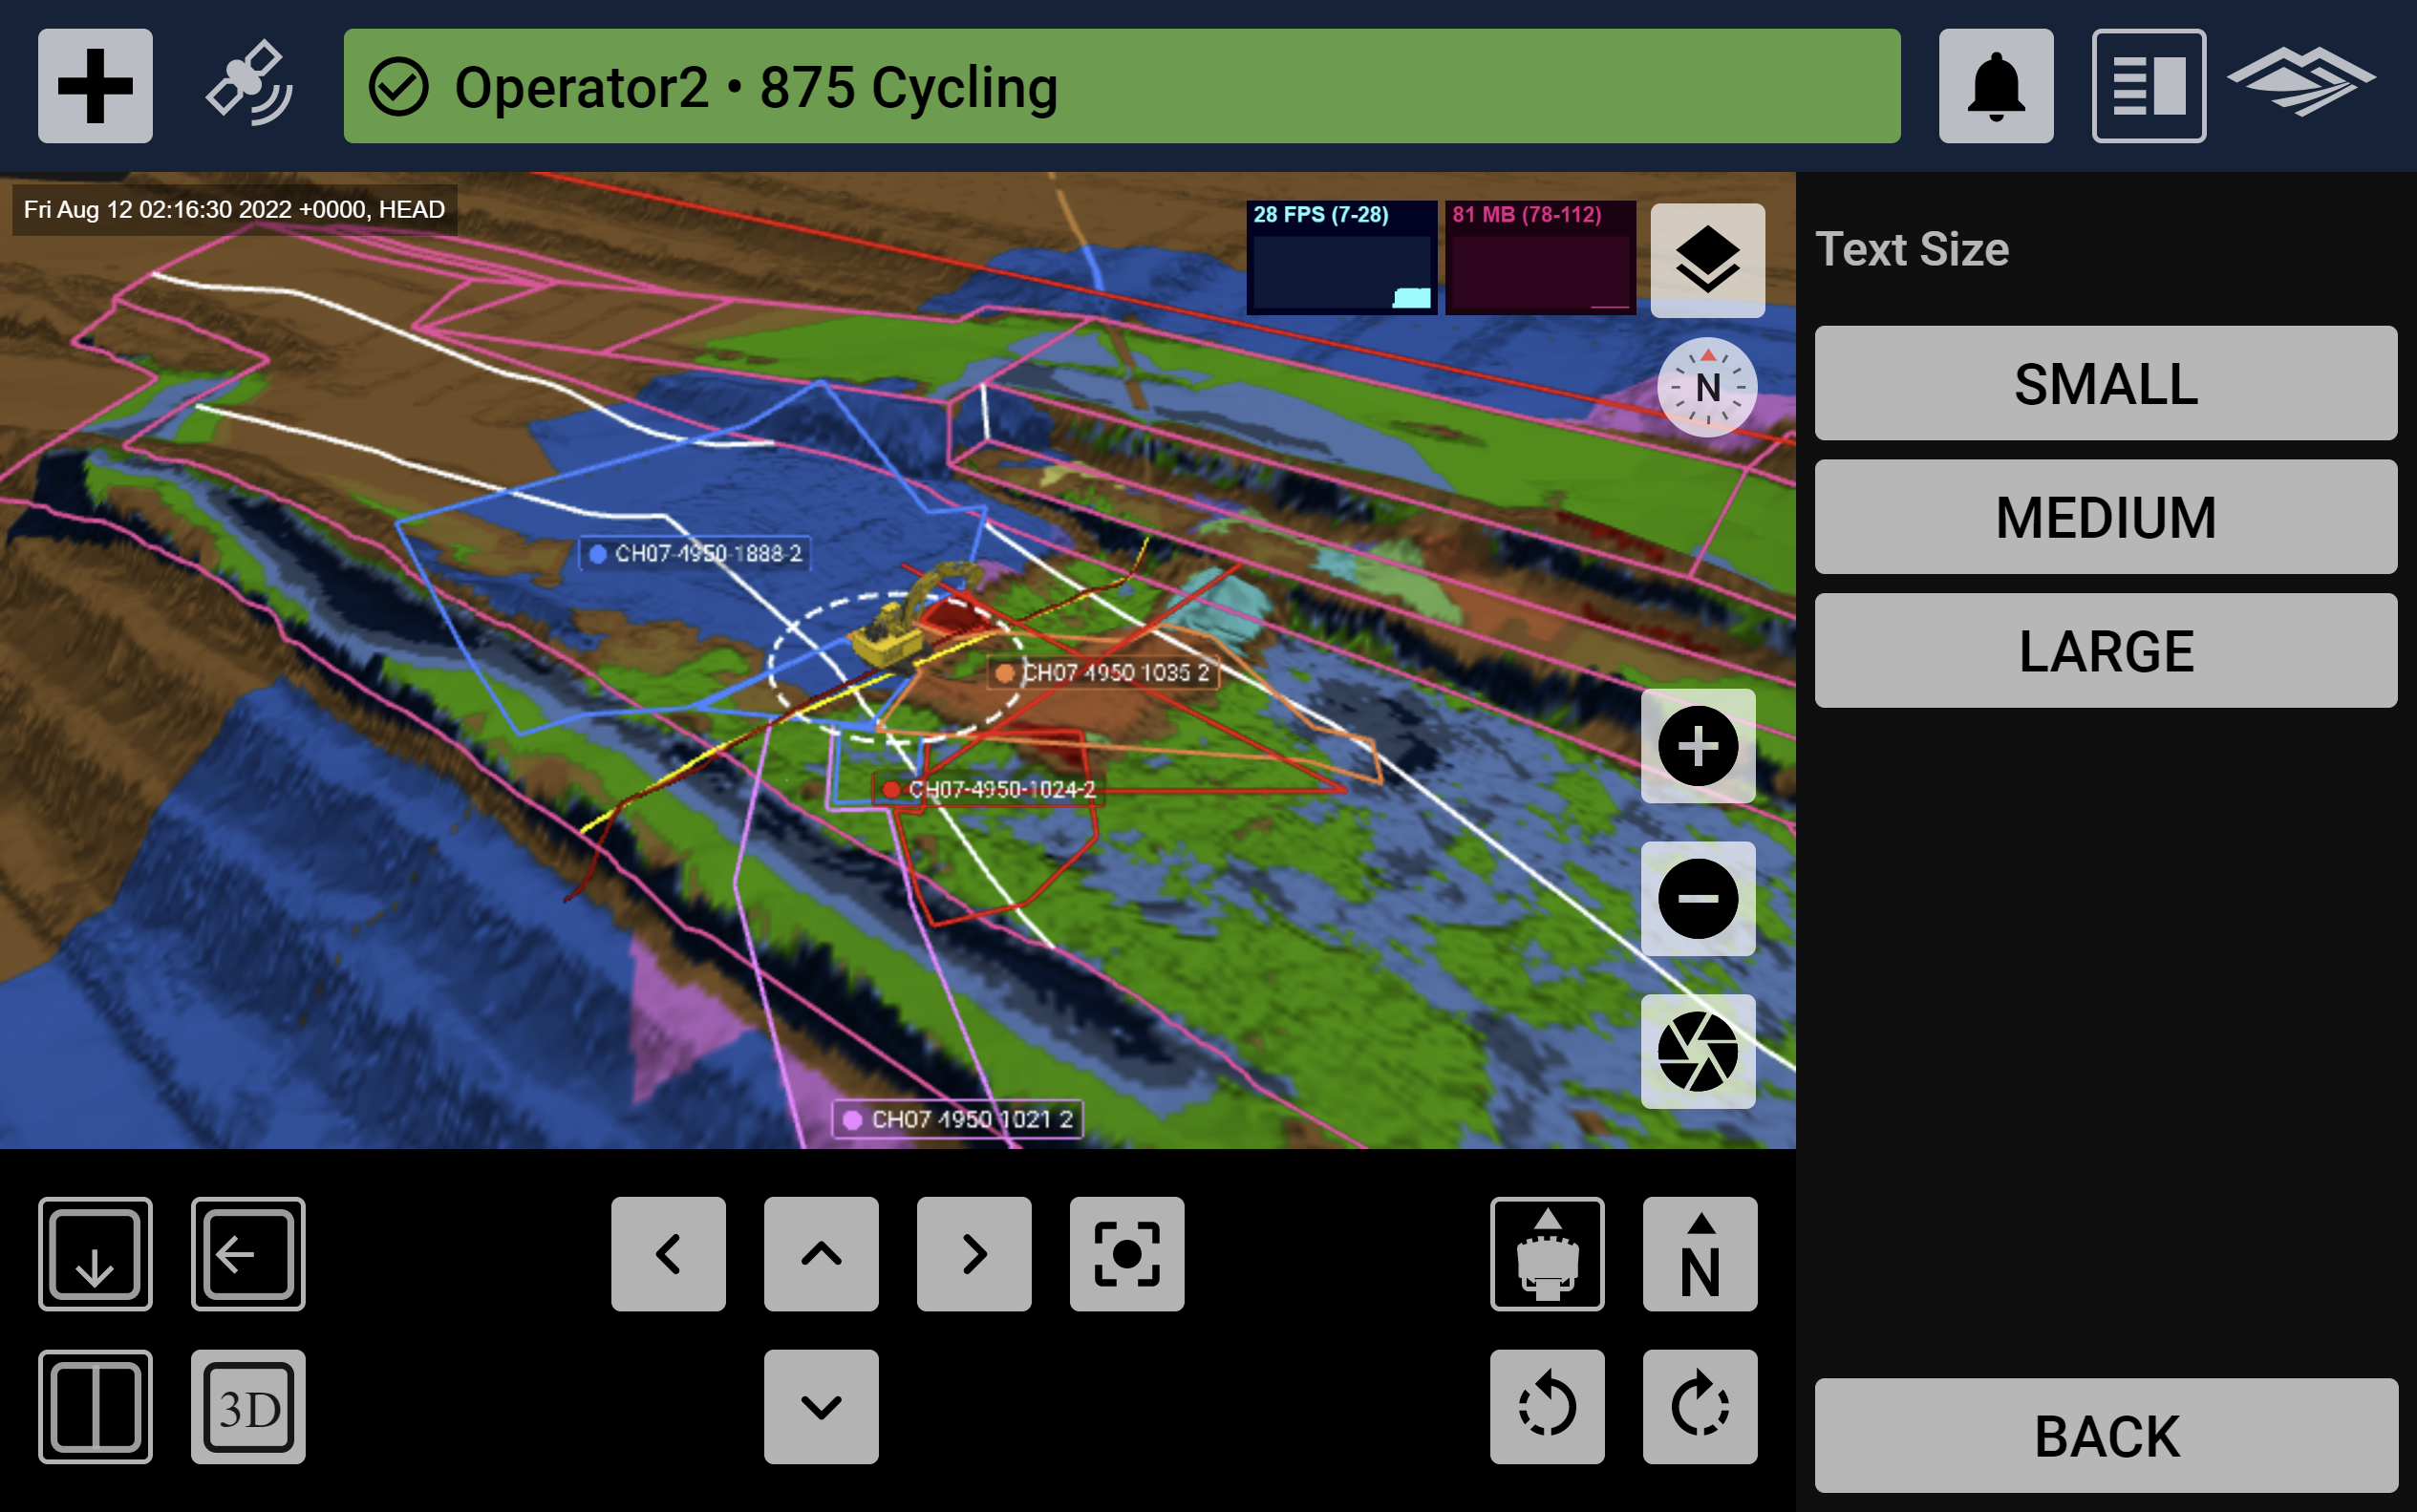 Operator2 • 875 Cycling
Fri Aug 12 02:16:30 2022 +0000, HEAD
28 FPS (7-28)
81 MB (78-112)
N
Text Size
SMALL
MEDIUM
LARGE
CH07-4950-1888-2
CH07 4950 1035 2
CH07-4950-1024-2
CH07 4950 1021 2
N
3D
BACK